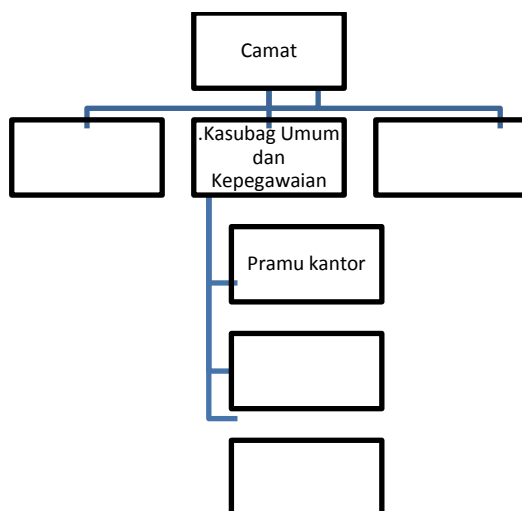 Camat
.Kasubag Umum
dan
Kepegawaian
Pramu kantor